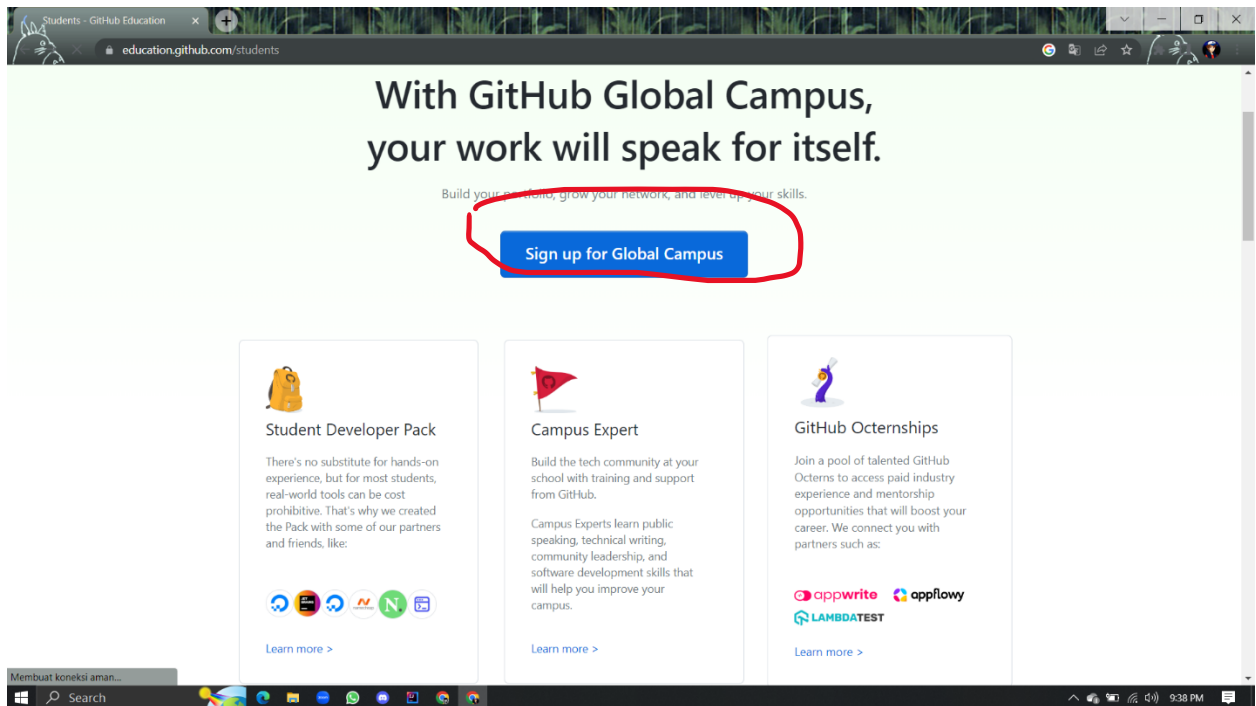 Students - GitHub Education
education.github.com/students
With GitHub Global Campus,
your work will speak for itself.
Build your portfolio, grow your network, and level up your skills.
Sign up for Global Campus
Student Developer Pack
There's no substitute for hands-on
experience, but for most students,
real-world tools can be cost
prohibitive. That's why we created
the Pack with some of our partners
and friends, like:
Learn more >
Campus Expert
Build the tech community at your
school with training and support
from GitHub.
Campus Experts learn public
speaking, technical writing,
community leadership, and
software development skills that
will help you improve your
campus.
Learn more >
GitHub Octernships
Join a pool of talented GitHub
Octerns to access paid industry
experience and mentorship
opportunities that will boost your
career. We connect you with
partners such as:
appwrite appflowy
LAMBDATEST
Learn more >
Membuat koneksi aman...
Search
9:38 PM